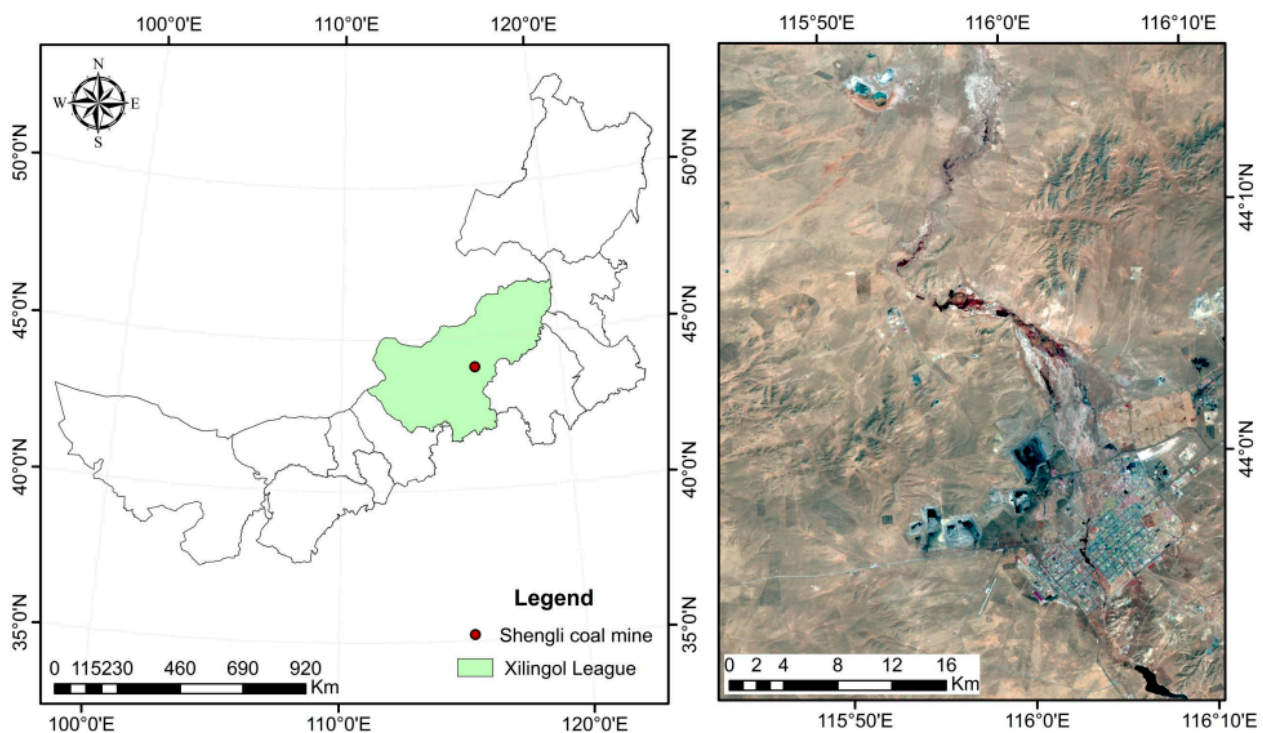 100°0'E 110°0'E 120°0'E
N
W E
S
50°0'N
45°0'N
40°0'N
35°0'N
50°0'N
45°0'N
40°0'N
35°0'N
Legend
Shengli coal mine
Xilingol League
0 115230 460 690 920
Km
100°0'E 110°0'E 120°0'E
115°50'E 116°0'E 116°10'E
44°10'N
44°0'N
0 2 4 8 12 16
Km
115°50'E 116°0'E 116°10'E